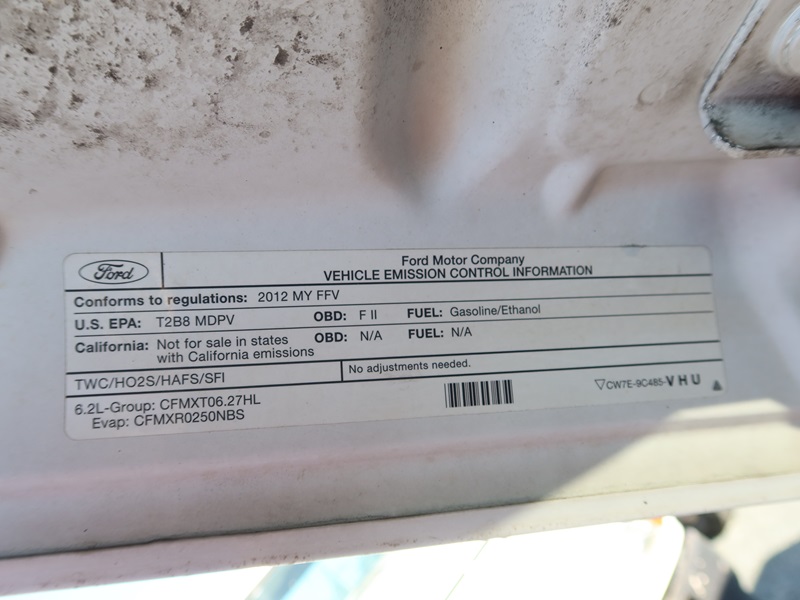 Ford
Ford Motor Company
VEHICLE EMISSION CONTROL INFORMATION
Conforms to regulations: 2012 MY FFV
U.S. EPA: T2B8 MDPV OBD: F II FUEL: Gasoline/Ethanol
California: Not for sale in states with California emissions OBD: N/A FUEL: N/A
TWC/HO2S/HAFS/SFI
No adjustments needed.
6.2L-Group: CFMXT06.27HL
Evap: CFMXR0250NBS
CW7E-9C485-VHU